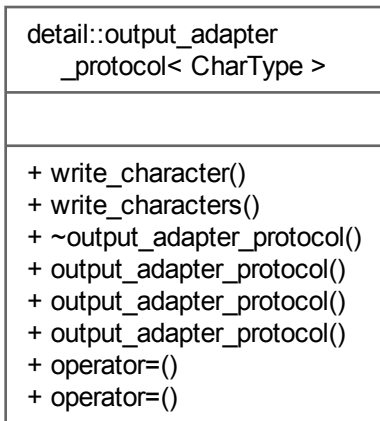 detail::output_adapter
_protocol< CharType >
+ write_character()
+ write_characters()
+ ~output_adapter_protocol()
+ output_adapter_protocol()
+ output_adapter_protocol()
+ output_adapter_protocol()
+ operator=()
+ operator=()